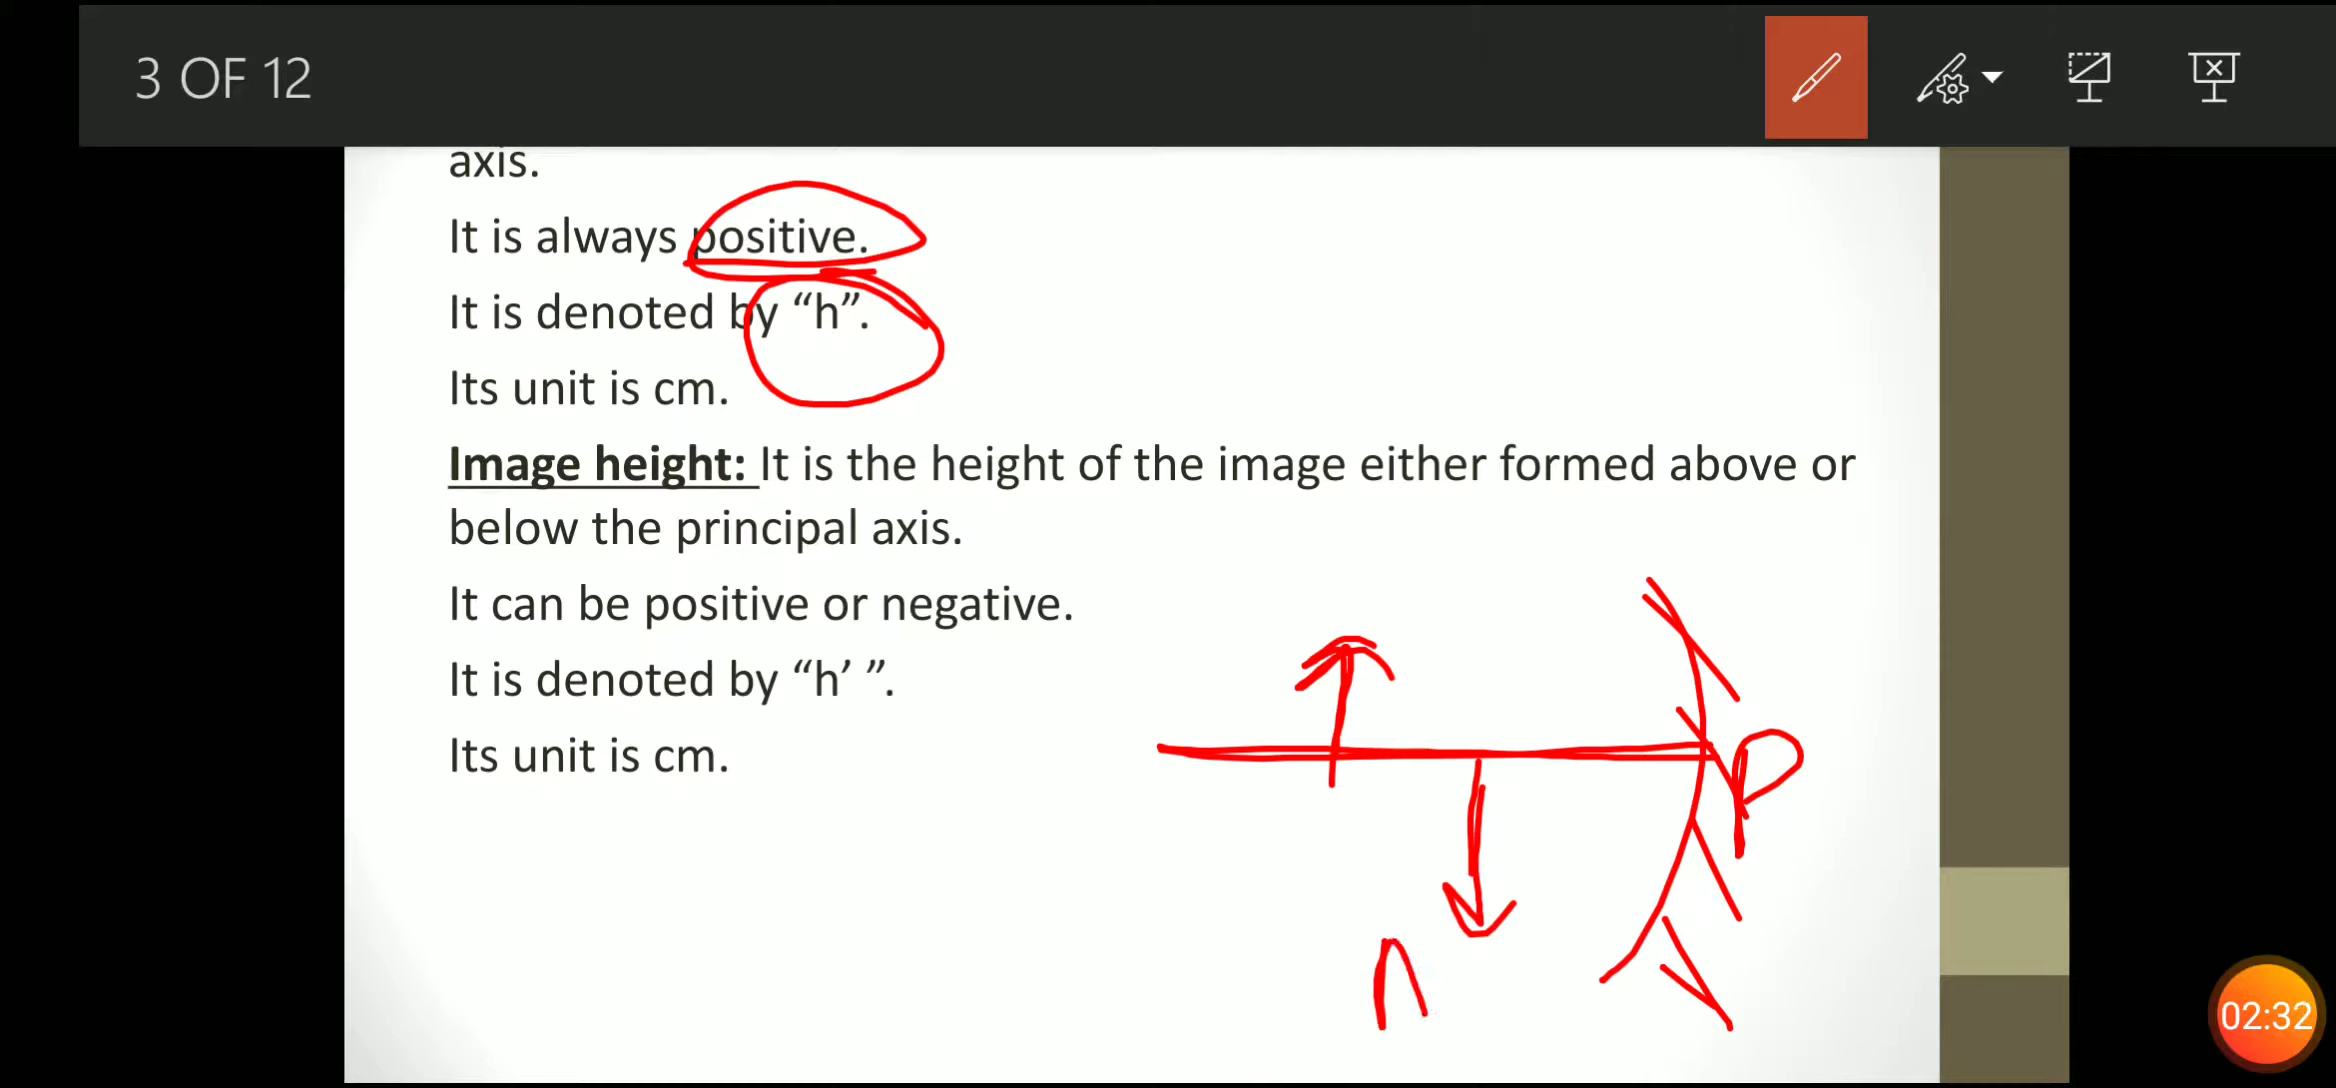 3 OF 12
axis.
It is always positive.
It is denoted by “h”.
Its unit is cm.
Image height: It is the height of the image either formed above or
below the principal axis.
It can be positive or negative.
It is denoted by “h’ ”.
Its unit is cm.
P
n
02:32